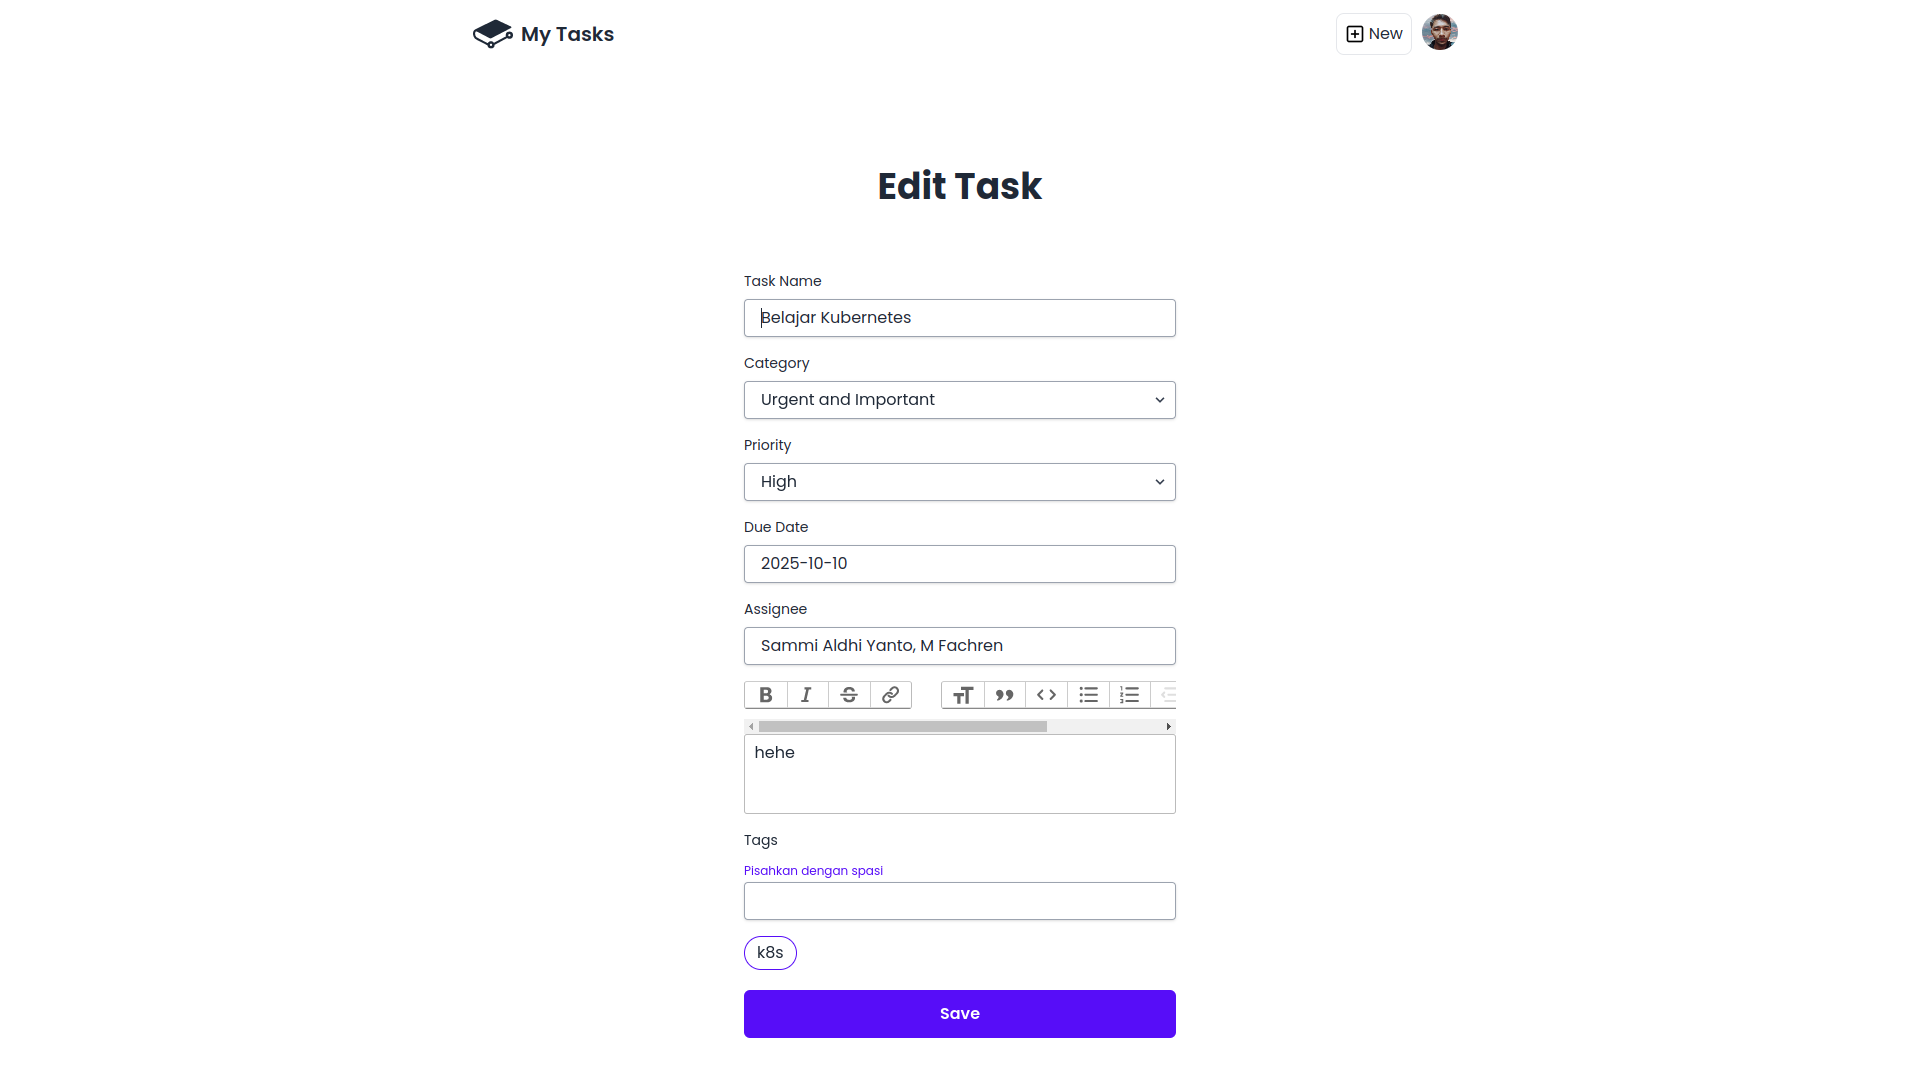 My Tasks
New
Edit Task
Task Name
Belajar Kubernetes
Category
Urgent and Important
Priority
High
Due Date
2025-10-10
Assignee
Sammi Aldhi Yanto, M Fachren
hehe
Tags
Pisahkan dengan spasi
k8s
Save